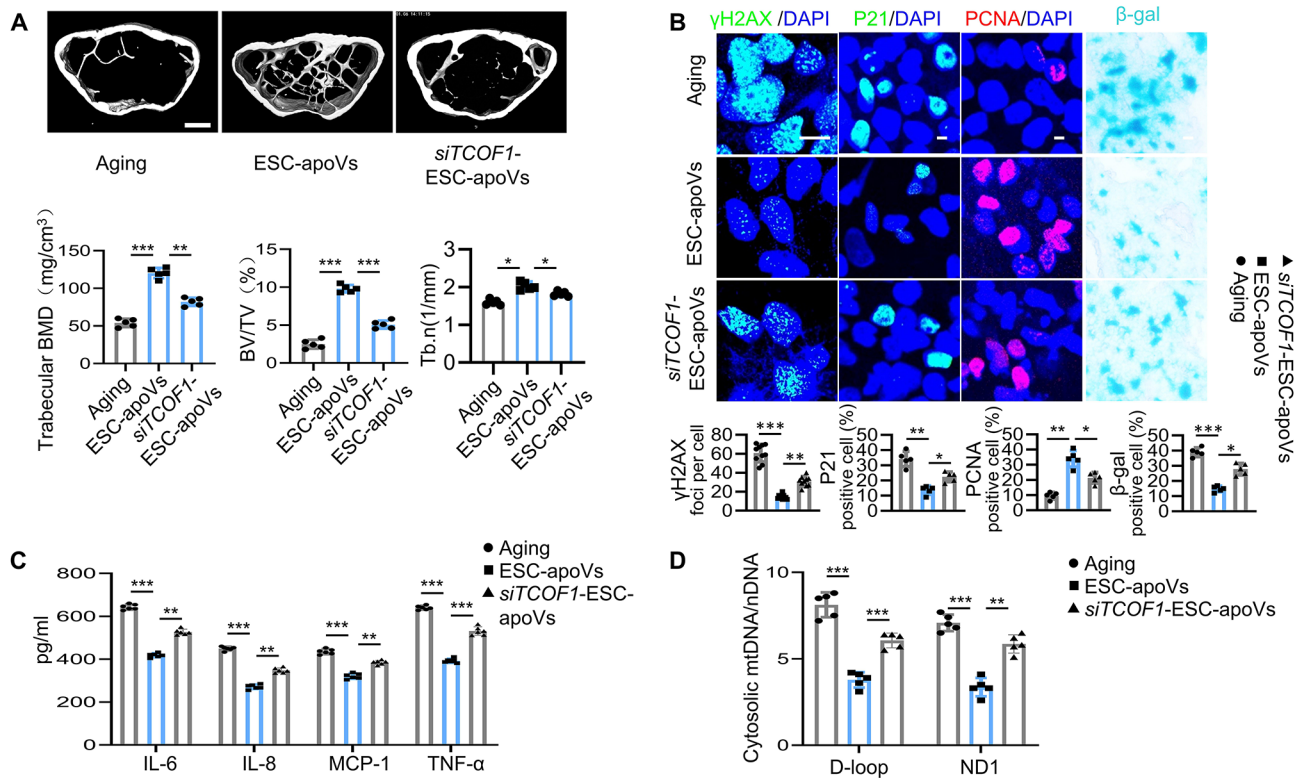 A
51.66 14:11:15
Aging
ESC-apoVs
siTCOF1-
ESC-apoVs
Trabecular BMD (mg/cm³)
150
100
50
0
***
**
Aging
ESC-apoVs
siTCOF1-
ESC-apoVs
BV/TV (%)
15
10
5
0
***
***
Aging
ESC-apoVs
siTCOF1-
ESC-apoVs
Tb.n(1/mm)
3
2
1
0
*
*
Aging
ESC-apoVs
siTCOF1-
ESC-apoVs
B
γH2AX /DAPI
P21/DAPI
PCNA/DAPI
β-gal
Aging
ESC-apoVs
siTCOF1-
ESC-apoVs
Aging
ESC-apoVs
siTCOF1-ESC-apoVs
γH2AX
foci per cell
80
60
40
20
0
***
**
P21
positive cell (%)
50
40
30
20
10
0
**
*
PCNA
positive cell (%)
50
40
30
20
10
0
**
*
β-gal
positive cell (%)
50
40
30
20
10
0
***
*
C
Aging
ESC-apoVs
siTCOF1-ESC-
apoVs
pg/ml
800
600
400
200
0
***
**
***
**
***
**
***
***
IL-6
IL-8
MCP-1
TNF-α
D
Aging
ESC-apoVs
siTCOF1-ESC-apoVs
Cytosolic mtDNA/nDNA
10
5
0
***
***
***
**
D-loop
ND1